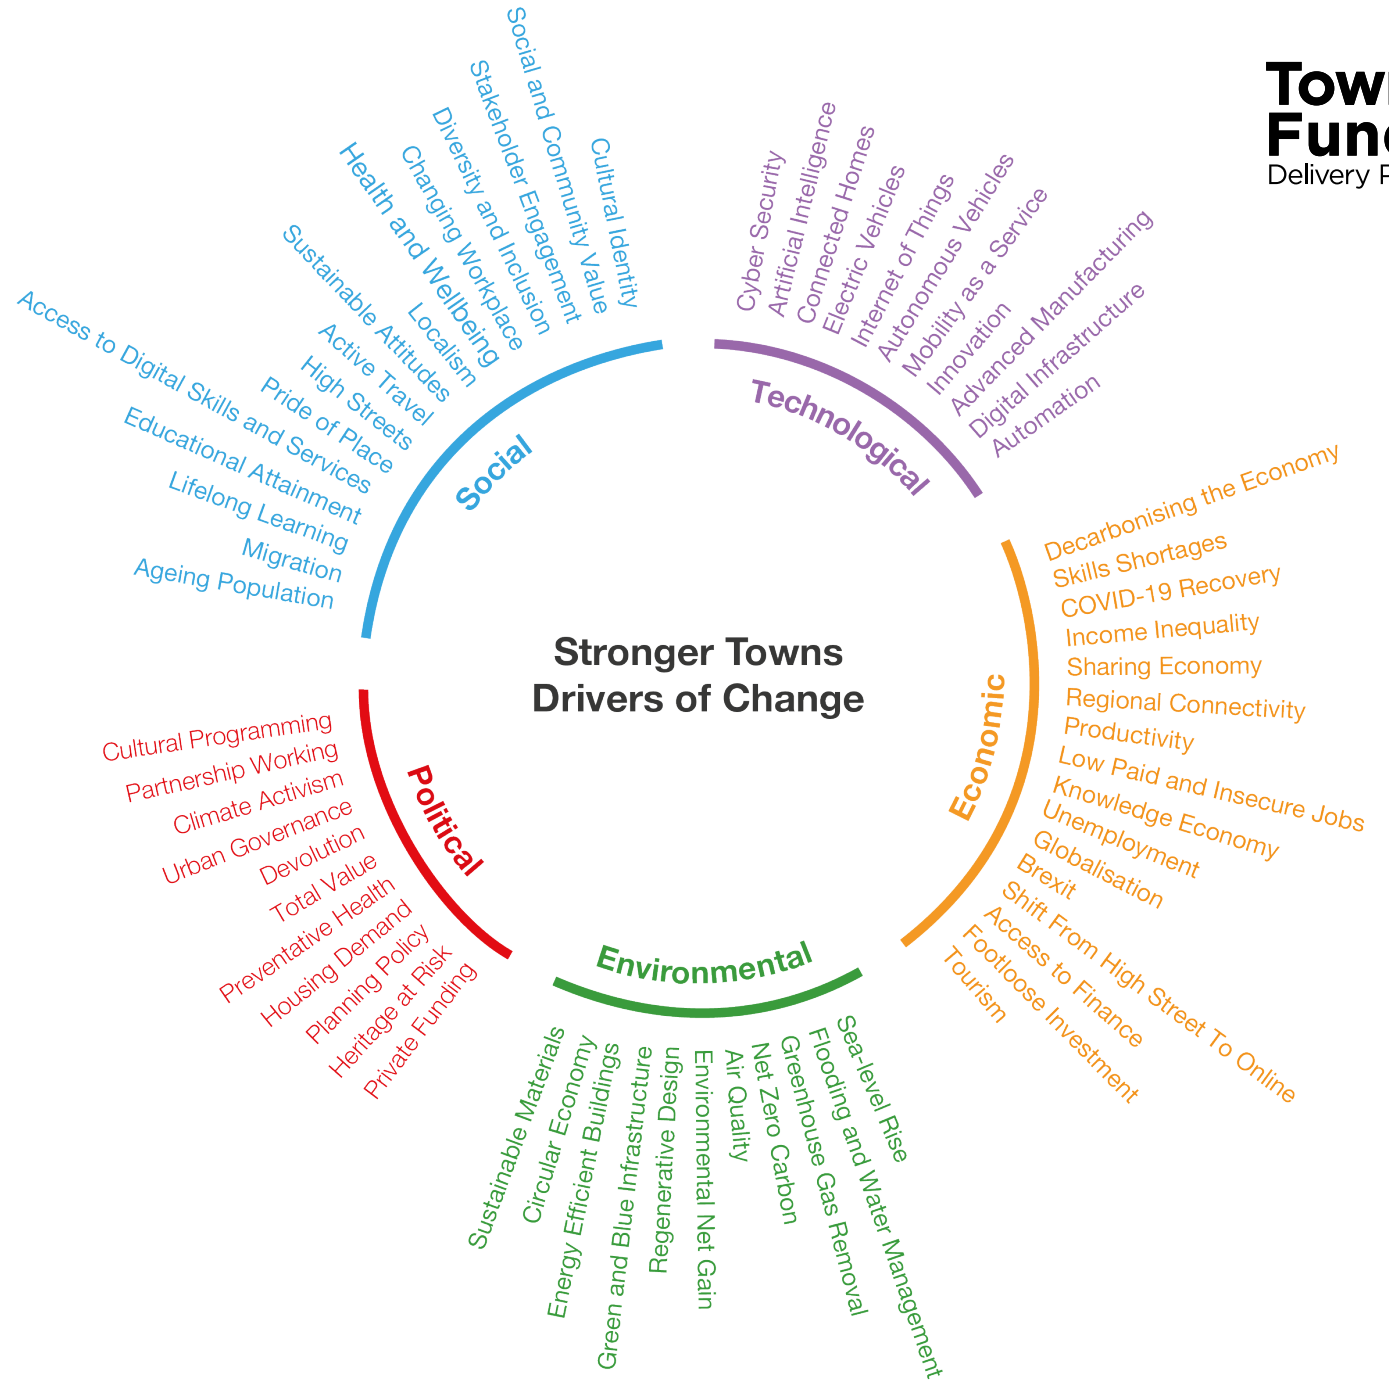 Stronger Towns
Drivers of Change
Social
Ageing Population
Migration
Lifelong Learning
Educational Attainment
Access to Digital Skills and Services
Pride of Place
High Streets
Active Travel
Sustainable Attitudes
Localism
Health and Wellbeing
Changing Workplace
Diversity and Inclusion
Stakeholder Engagement
Social and Community Value
Cultural Identity
Technological
Cyber Security
Artificial Intelligence
Connected Homes
Electric Vehicles
Internet of Things
Autonomous Vehicles
Mobility as a Service
Innovation
Advanced Manufacturing
Digital Infrastructure
Automation
Economic
Decarbonising the Economy
Skills Shortages
COVID-19 Recovery
Income Inequality
Sharing Economy
Regional Connectivity
Productivity
Low Paid and Insecure Jobs
Knowledge Economy
Unemployment
Globalisation
Brexit
Shift From High Street To Online
Access to Finance
Footloose Investment
Tourism
Environmental
Sea-level Rise
Flooding and Water Management
Greenhouse Gas Removal
Net Zero Carbon
Air Quality
Environmental Net Gain
Regenerative Design
Green and Blue Infrastructure
Energy Efficient Buildings
Circular Economy
Sustainable Materials
Political
Private Funding
Heritage at Risk
Planning Policy
Housing Demand
Preventative Health
Total Value
Devolution
Urban Governance
Climate Activism
Partnership Working
Cultural Programming
Delivery